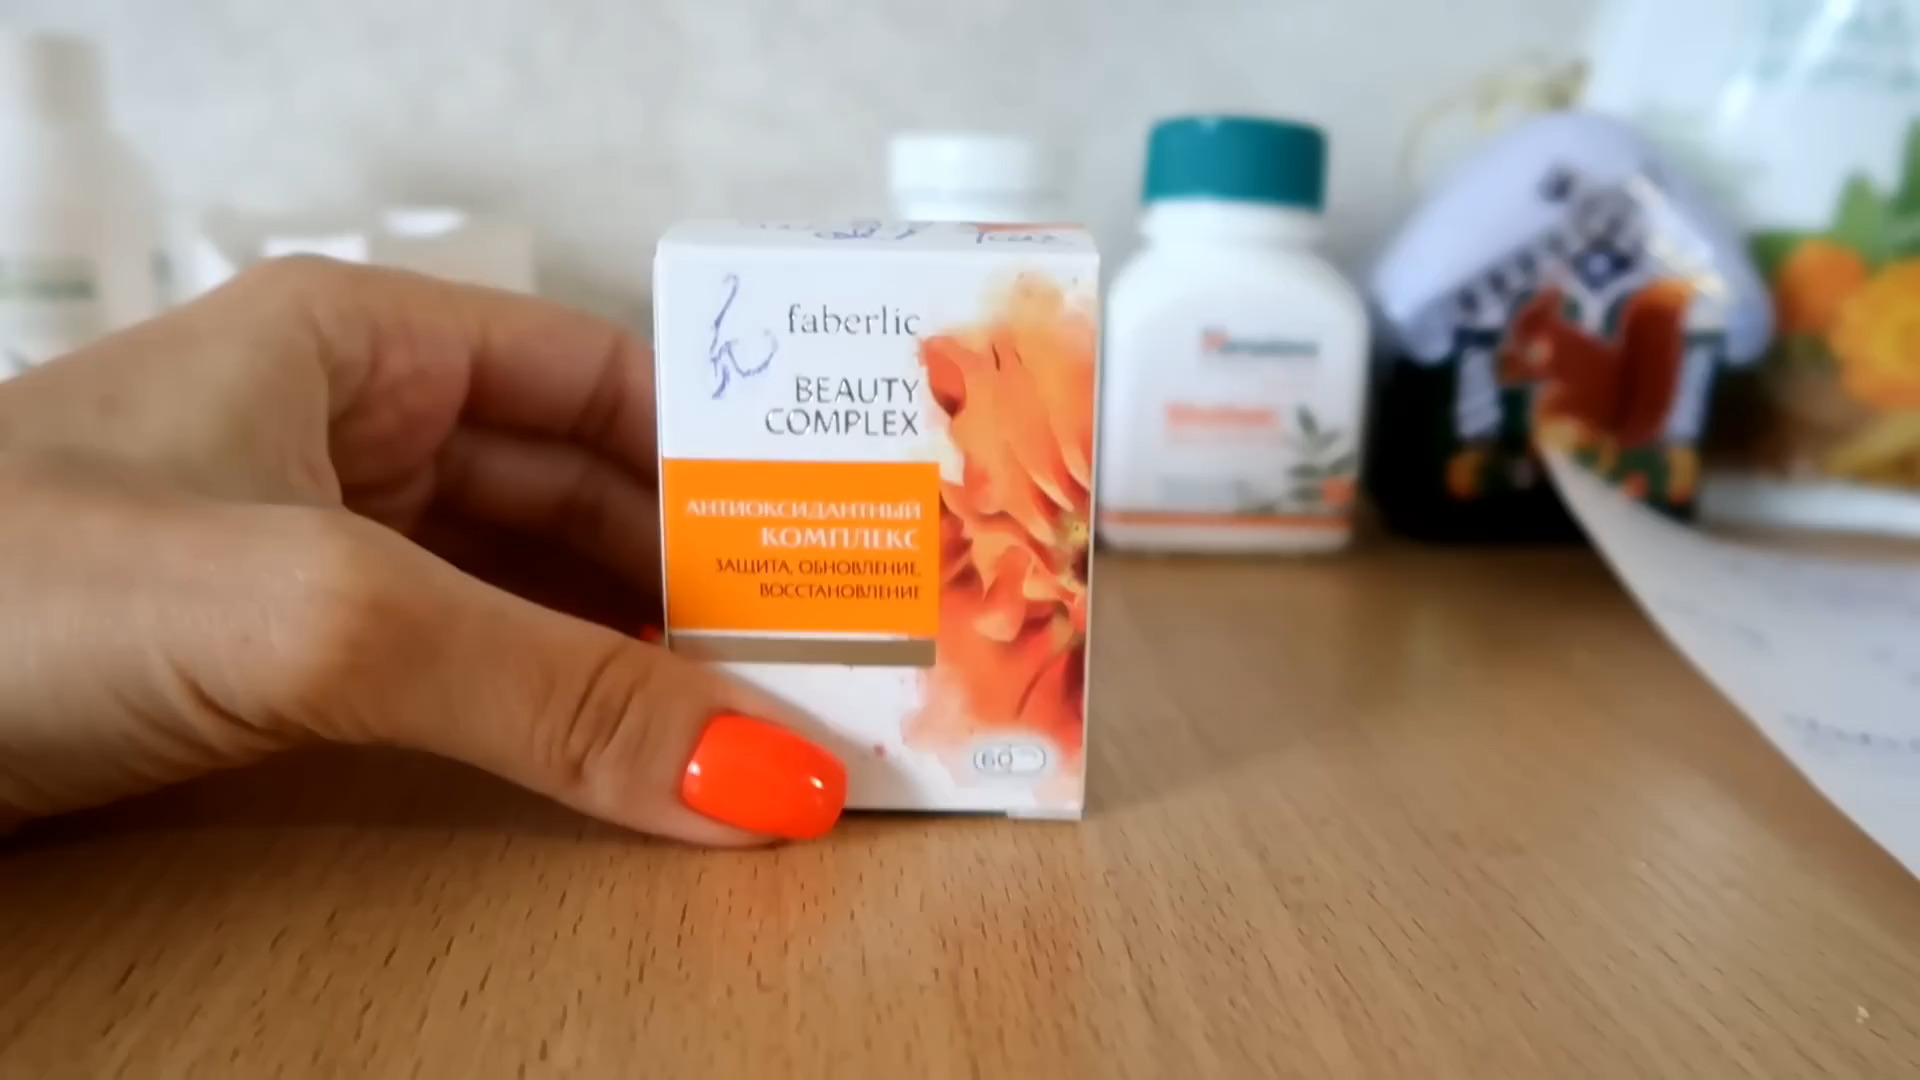 faberlic
BEAUTY
COMPLEX
АНТИОКСИДАНТНЫЙ
КОМПЛЕКС
ЗАЩИТА, ОБНОВЛЕНИЕ,
ВОССТАНОВЛЕНИЕ
60